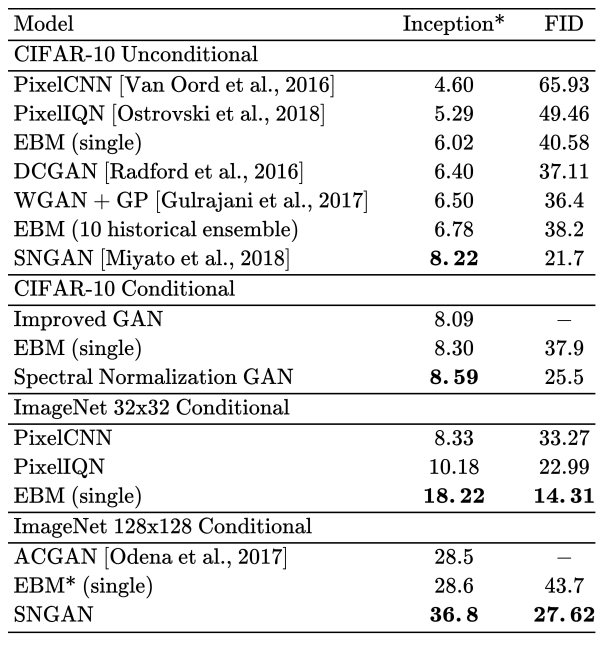 Model Inception* FID
CIFAR-10 Unconditional
PixelCNN [Van Oord et al., 2016] 4.60 65.93
PixelIQN [Ostrovski et al., 2018] 5.29 49.46
EBM (single) 6.02 40.58
DCGAN [Radford et al., 2016] 6.40 37.11
WGAN + GP [Gulrajani et al., 2017] 6.50 36.4
EBM (10 historical ensemble) 6.78 38.2
SNGAN [Miyato et al., 2018] 8.22 21.7
CIFAR-10 Conditional
Improved GAN 8.09 −
EBM (single) 8.30 37.9
Spectral Normalization GAN 8.59 25.5
ImageNet 32x32 Conditional
PixelCNN 8.33 33.27
PixelIQN 10.18 22.99
EBM (single) 18.22 14.31
ImageNet 128x128 Conditional
ACGAN [Odena et al., 2017] 28.5 −
EBM* (single) 28.6 43.7
SNGAN 36.8 27.62